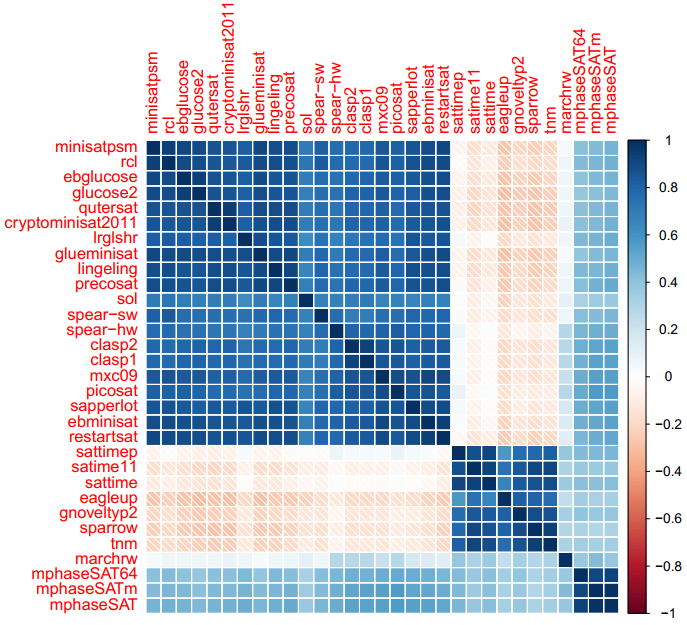 minisatpsm
rcl
ebglucose
glucose2
qutersat
cryptominisat2011
lrglshr
glueminisat
lingeling
precosat
sol
spear−sw
spear−hw
clasp2
clasp1
mxc09
picosat
sapperlot
ebminisat
restartsat
sattimep
satime11
sattime
eagleup
gnoveltyp2
sparrow
tnm
marchrw
mphaseSAT64
mphaseSATm
mphaseSAT
minisatpsm
rcl
ebglucose
glucose2
qutersat
cryptominisat2011
lrglshr
glueminisat
lingeling
precosat
sol
spear−sw
spear−hw
clasp2
clasp1
mxc09
picosat
sapperlot
ebminisat
restartsat
sattimep
satime11
sattime
eagleup
gnoveltyp2
sparrow
tnm
marchrw
mphaseSAT64
mphaseSATm
mphaseSAT
1
0.8
0.6
0.4
0.2
0
−0.2
−0.4
−0.6
−0.8
−1